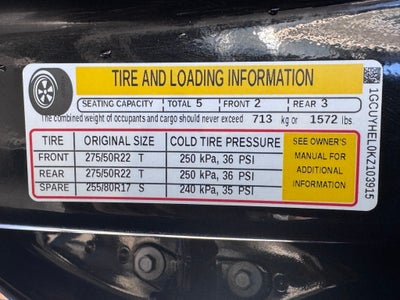 TIRE AND LOADING INFORMATION
SEATING CAPACITY TOTAL 5 FRONT 2 REAR 3
The combined weight of occupants and cargo should never exceed 713 kg or 1572 lbs.
TIRE ORIGINAL SIZE COLD TIRE PRESSURE
FRONT 275/50R22 T 250 kPa, 36 PSI
REAR 275/50R22 T 250 kPa, 36 PSI
SPARE 255/80R17 S 240 kPa, 35 PSI
SEE OWNER'S
MANUAL FOR
ADDITIONAL
INFORMATION
1GCUYHEL0KZ103915